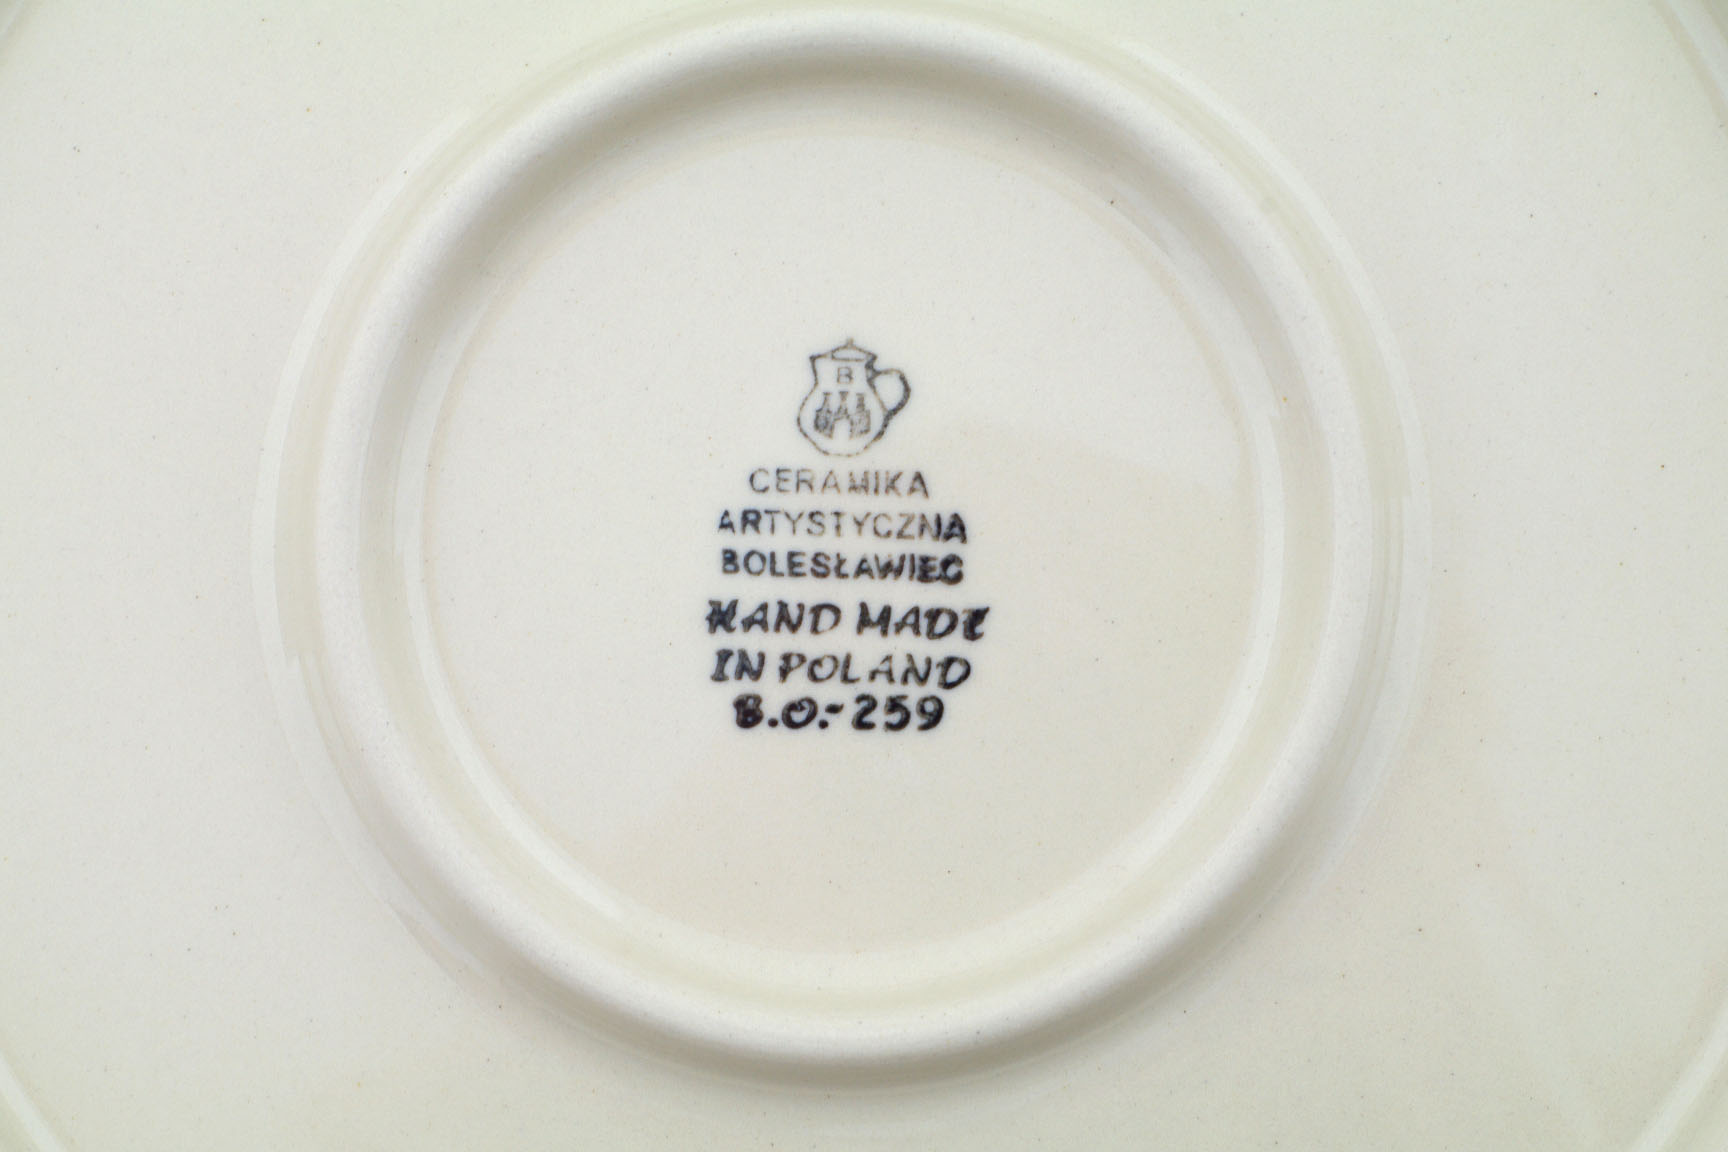 B
CERAMIKA
ARTYSTYCZNA
BOLESŁAWIEC
HAND MADE
IN POLAND
B.O.-259